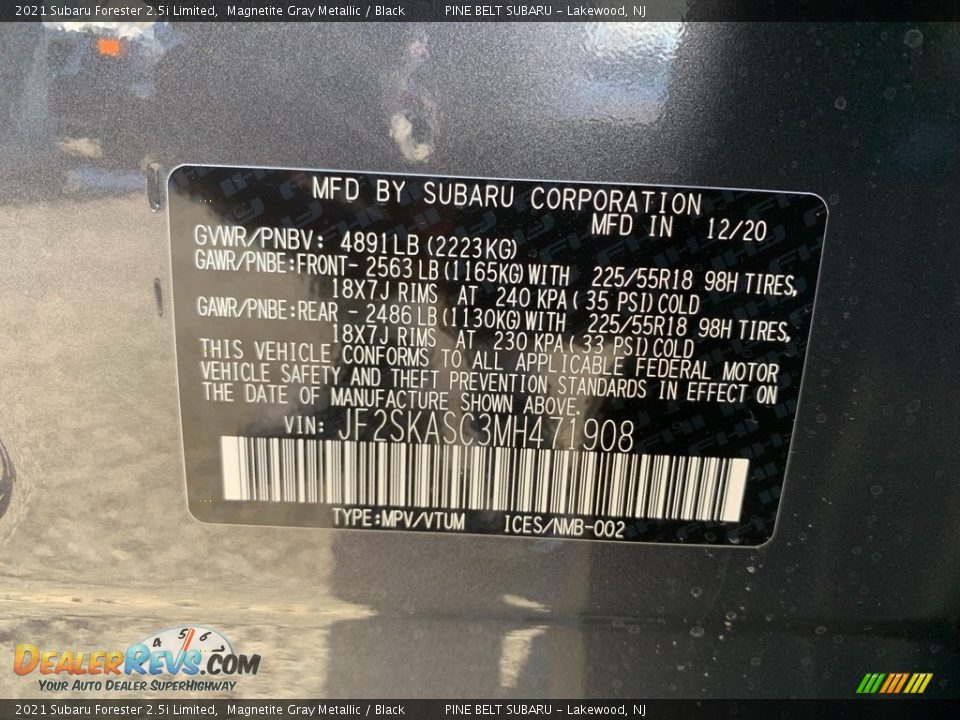 2021 Subaru Forester 2.5i Limited, Magnetite Gray Metallic / Black PINE BELT SUBARU - Lakewood, NJ
MFD BY SUBARU CORPORATION
MFD IN 12/20
GVWR/PNBV: 4891LB (2223KG)
GAWR/PNBE:FRONT- 2563 LB (1165KG) WITH 225/55R18 98H TIRES,
18X7J RIMS AT 240 KPA ( 35 PSI) COLD
GAWR/PNBE:REAR - 2486 LB (1130KG) WITH 225/55R18 98H TIRES,
18X7J RIMS AT 230 KPA ( 33 PSI) COLD
THIS VEHICLE CONFORMS TO ALL APPLICABLE FEDERAL MOTOR
VEHICLE SAFETY AND THEFT PREVENTION STANDARDS IN EFFECT ON
THE DATE OF MANUFACTURE SHOWN ABOVE.
VIN: JF2SKASC3MH471908
TYPE:MPV/VTUM ICES/NMB-002
4 5 6
DEALERREVS.COM
YOUR AUTO DEALER SUPERHIGHWAY
2021 Subaru Forester 2.5i Limited, Magnetite Gray Metallic / Black PINE BELT SUBARU - Lakewood, NJ